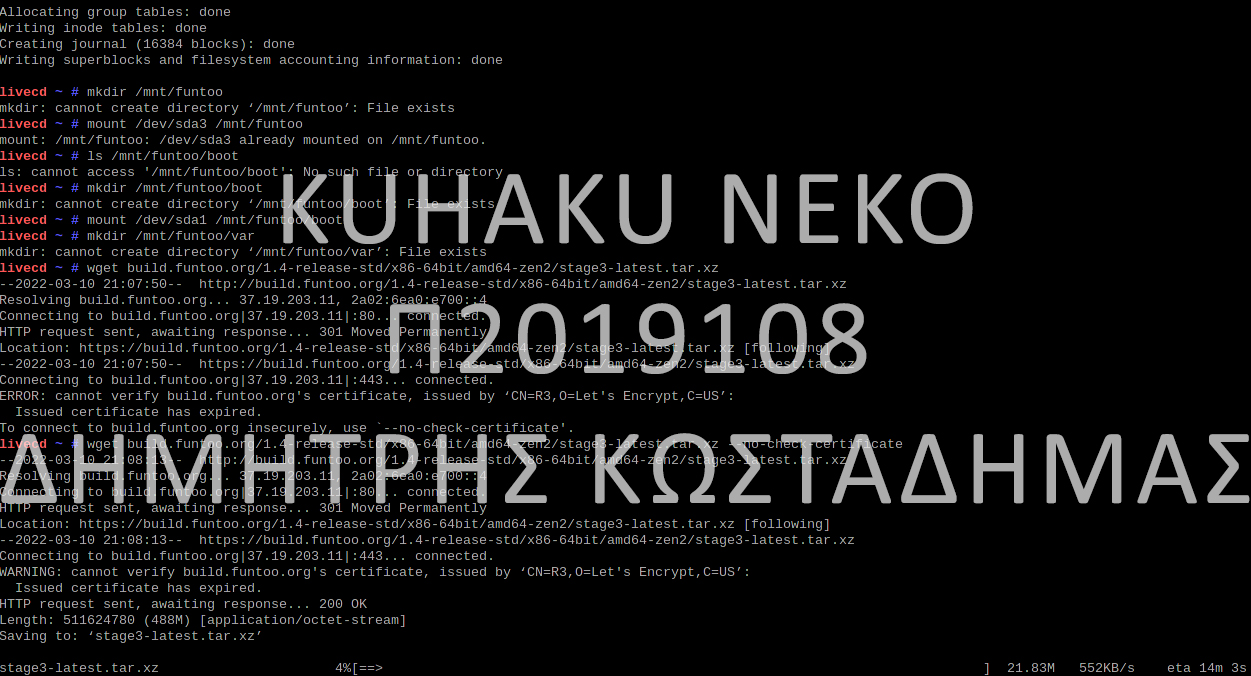 Allocating group tables: done
Writing inode tables: done
Creating journal (16384 blocks): done
Writing superblocks and filesystem accounting information: done
livecd ~ # mkdir /mnt/funtoo
mkdir: cannot create directory ‘/mnt/funtoo’: File exists
livecd ~ # mount /dev/sda3 /mnt/funtoo
mount: /mnt/funtoo: /dev/sda3 already mounted on /mnt/funtoo.
livecd ~ # ls /mnt/funtoo/boot
ls: cannot access '/mnt/funtoo/boot': No such file or directory
livecd ~ # mkdir /mnt/funtoo/boot
mkdir: cannot create directory ‘/mnt/funtoo/boot’: File exists
livecd ~ # mount /dev/sda1 /mnt/funtoo/boot
KUHAKU NEKO
livecd ~ # mkdir /mnt/funtoo/var
mkdir: cannot create directory ‘/mnt/funtoo/var’: File exists
livecd ~ # wget build.funtoo.org/1.4-release-std/x86-64bit/amd64-zen2/stage3-latest.tar.xz
--2022-03-10 21:07:50--  http://build.funtoo.org/1.4-release-std/x86-64bit/amd64-zen2/stage3-latest.tar.xz
Resolving build.funtoo.org... 37.19.203.11, 2a02:6ea0:e700::4
Connecting to build.funtoo.org|37.19.203.11|:80... connected.
HTTP request sent, awaiting response... 301 Moved Permanently
Π2019108
Location: https://build.funtoo.org/1.4-release-std/x86-64bit/amd64-zen2/stage3-latest.tar.xz [following]
--2022-03-10 21:07:50--  https://build.funtoo.org/1.4-release-std/x86-64bit/amd64-zen2/stage3-latest.tar.xz
Connecting to build.funtoo.org|37.19.203.11|:443... connected.
ERROR: cannot verify build.funtoo.org's certificate, issued by ‘CN=R3,O=Let's Encrypt,C=US’:
  Issued certificate has expired.
To connect to build.funtoo.org insecurely, use `--no-check-certificate'.
livecd ~ # wget build.funtoo.org/1.4-release-std/x86-64bit/amd64-zen2/stage3-latest.tar.xz --no-check-certificate
--2022-03-10 21:08:13--  http://build.funtoo.org/1.4-release-std/x86-64bit/amd64-zen2/stage3-latest.tar.xz
ΔΗΜΗΤΡΗΣ ΚΩΣΤΑΔΗΜΑΣ
Resolving build.funtoo.org... 37.19.203.11, 2a02:6ea0:e700::4
Connecting to build.funtoo.org|37.19.203.11|:80... connected.
HTTP request sent, awaiting response... 301 Moved Permanently
Location: https://build.funtoo.org/1.4-release-std/x86-64bit/amd64-zen2/stage3-latest.tar.xz [following]
--2022-03-10 21:08:13--  https://build.funtoo.org/1.4-release-std/x86-64bit/amd64-zen2/stage3-latest.tar.xz
Connecting to build.funtoo.org|37.19.203.11|:443... connected.
WARNING: cannot verify build.funtoo.org's certificate, issued by ‘CN=R3,O=Let's Encrypt,C=US’:
  Issued certificate has expired.
HTTP request sent, awaiting response... 200 OK
Length: 511624780 (488M) [application/octet-stream]
Saving to: ‘stage3-latest.tar.xz’
stage3-latest.tar.xz 4%[==> ] 21.83M 552KB/s eta 14m 3s